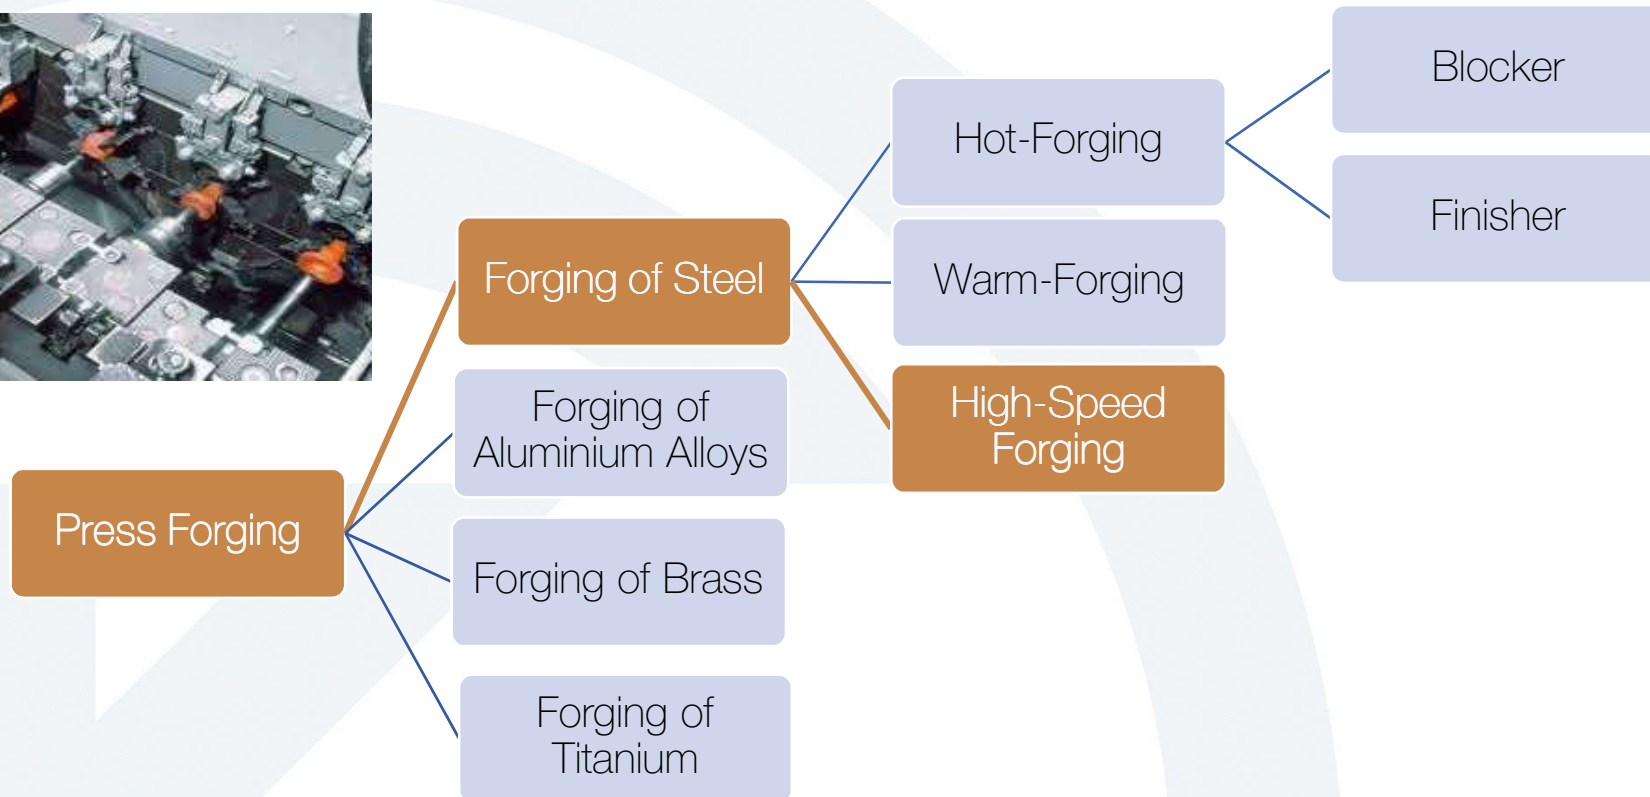 Blocker
Hot-Forging
Finisher
Forging of Steel
Warm-Forging
High-Speed
Forging
Forging of
Aluminium Alloys
Press Forging
Forging of Brass
Forging of
Titanium